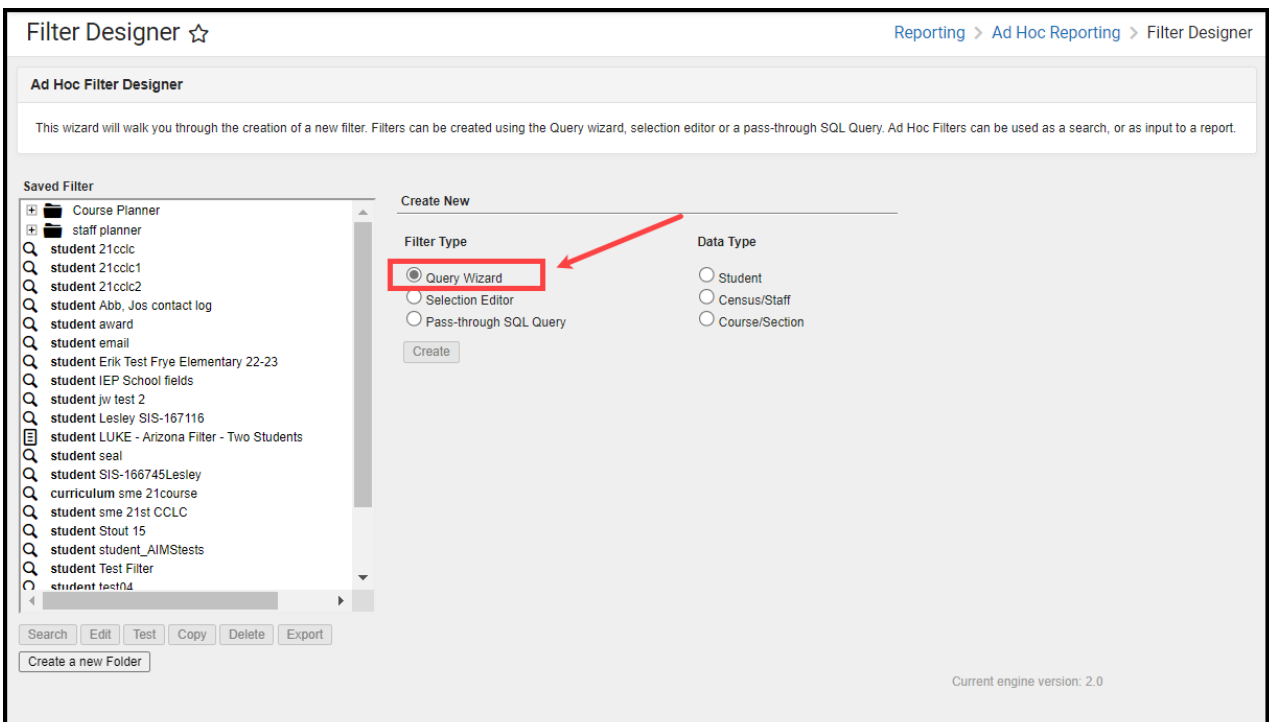 Filter Designer
Reporting > Ad Hoc Reporting > Filter Designer
Ad Hoc Filter Designer
This wizard will walk you through the creation of a new filter. Filters can be created using the Query wizard, selection editor or a pass-through SQL Query. Ad Hoc Filters can be used as a search, or as input to a report.
Saved Filter
Course Planner
staff planner
student 21cclc
student 21cclc1
student 21cclc2
student Abb, Jos contact log
student award
student email
student Erik Test Frye Elementary 22-23
student IEP School fields
student jw test 2
student Lesley SIS-167116
student LUKE - Arizona Filter - Two Students
student seal
student SIS-166745Lesley
curriculum sme 21course
student sme 21st CCLC
student Stout 15
student student_AIMStests
student Test Filter
student test04
Search Edit Test Copy Delete Export
Create a new Folder
Create New
Filter Type
Query Wizard
Selection Editor
Pass-through SQL Query
Create
Data Type
Student
Census/Staff
Course/Section
Current engine version: 2.0